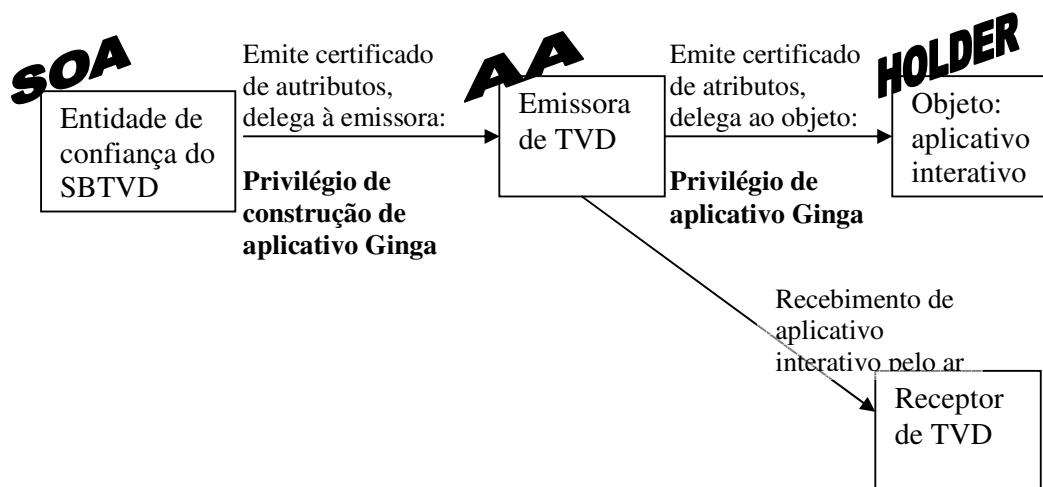 SOA
Entidade de
confiança do
SBTVD
Emite certificado
de autributos,
delega à emissora:
Privilégio de
construção de
aplicativo Ginga
AA
Emissora
de TVD
Emite certificado
de atributos,
delega ao objeto:
Privilégio de
aplicativo Ginga
HOLDER
Objeto:
aplicativo
interativo
Recebimento de
aplicativo
interativo pelo ar
Receptor
de TVD